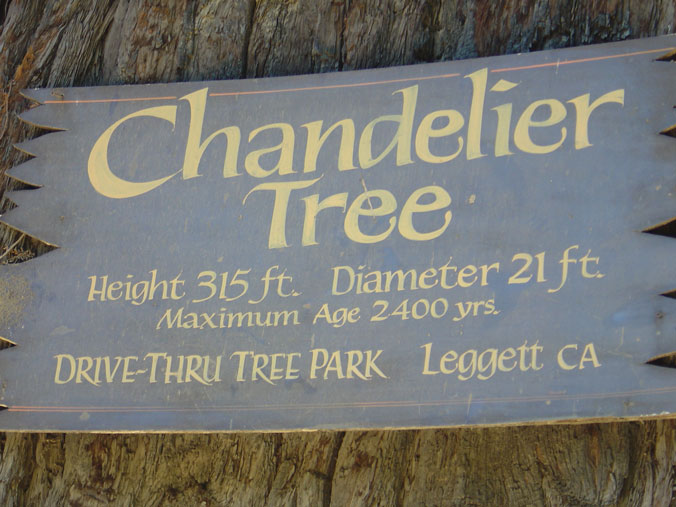 Chandelier
Tree
Height 315 ft. Diameter 21 ft.
Maximum Age 2400 yrs.
DRIVE-THRU TREE PARK Leggett CA